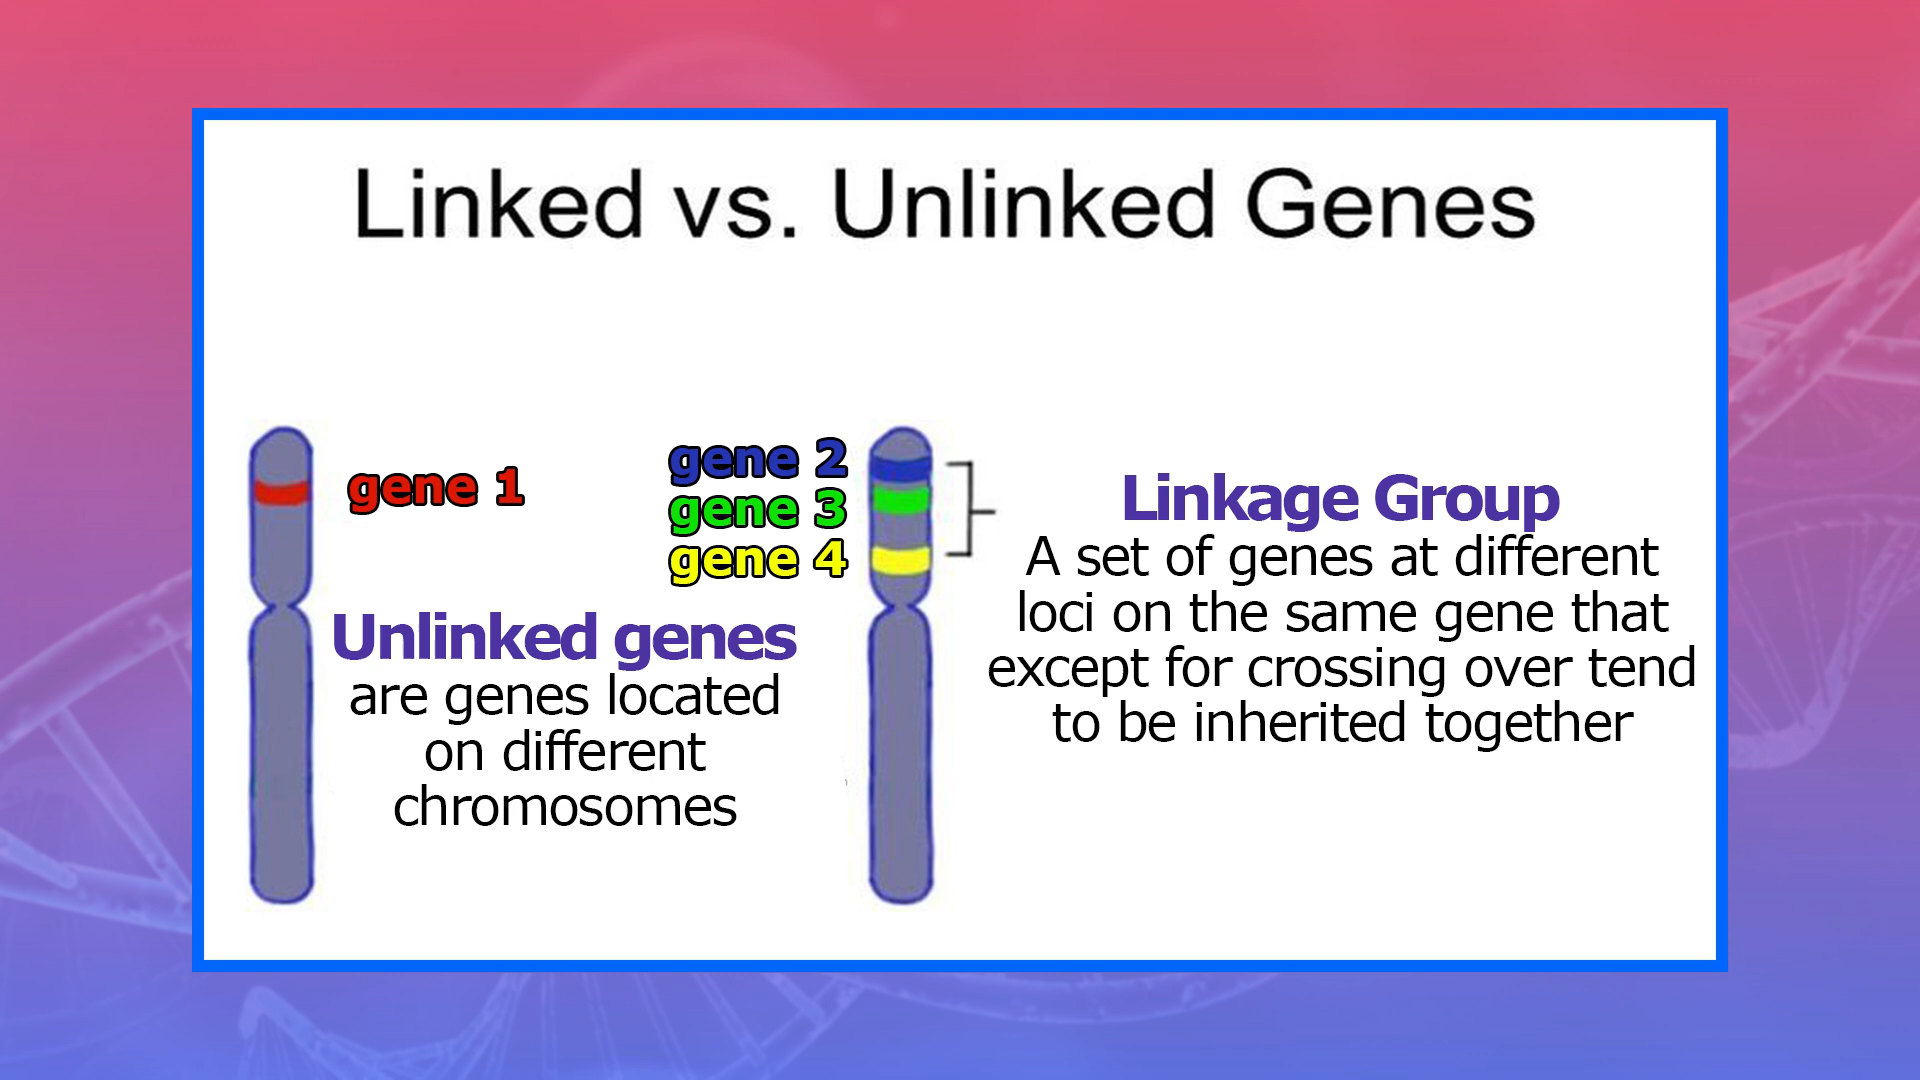 Linked vs. Unlinked Genes
gene 1
gene 2
gene 3
gene 4
Unlinked genes
are genes located
on different
chromosomes
Linkage Group
A set of genes at different
loci on the same gene that
except for crossing over tend
to be inherited together